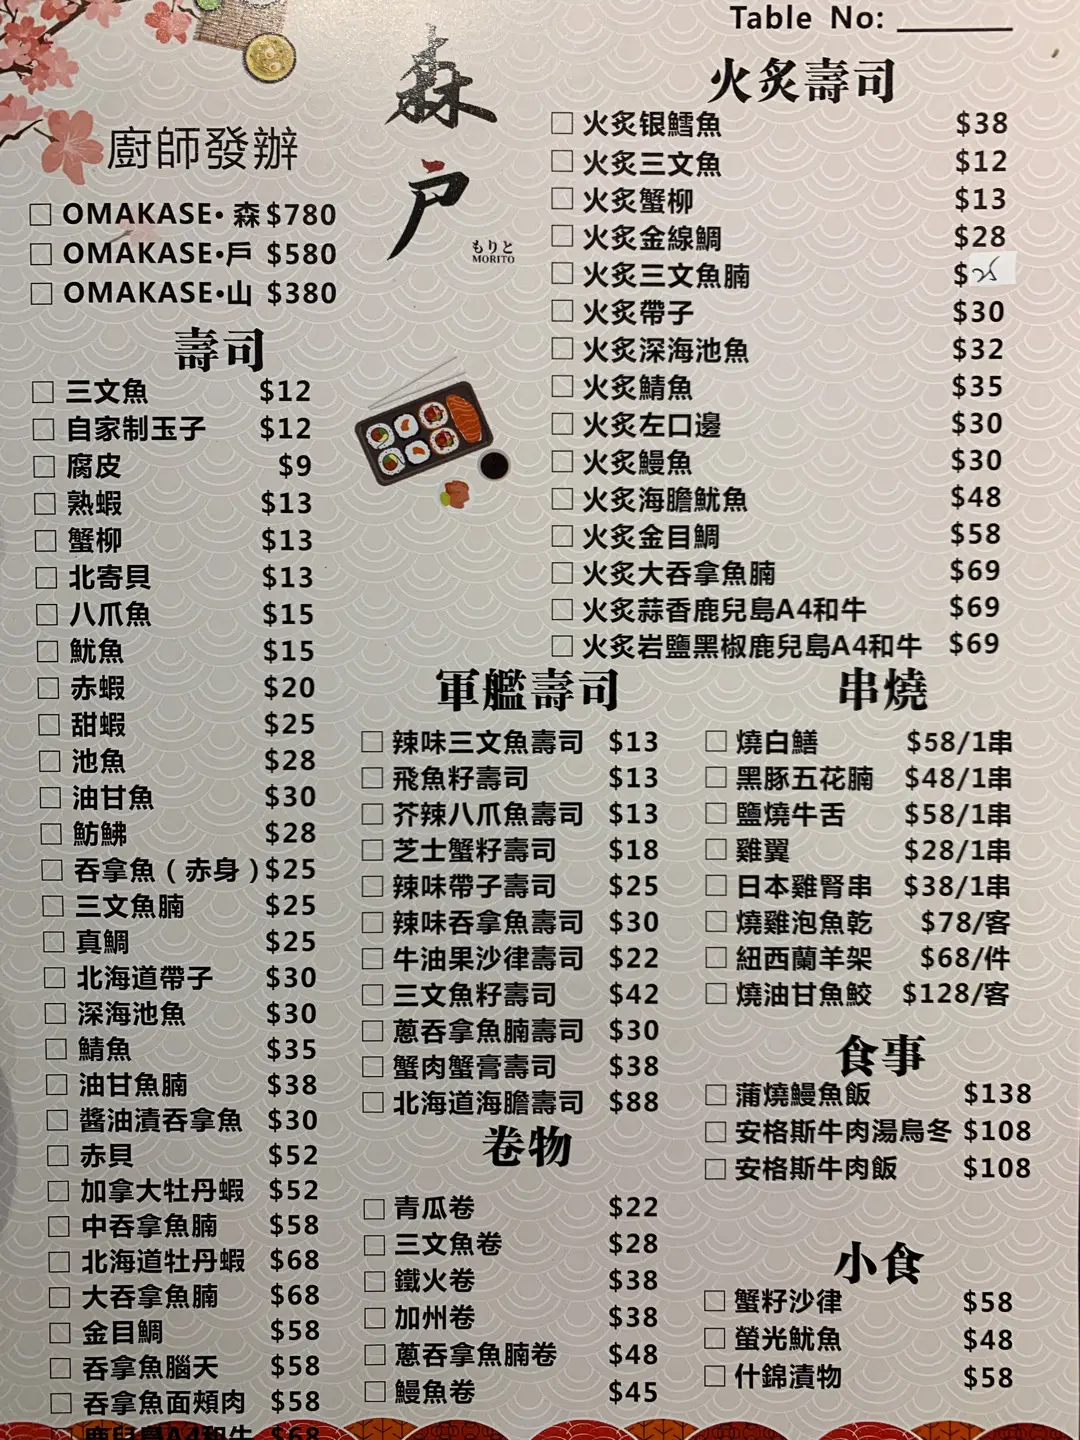 Table No:
森
戶
もりと
MORITO
廚師發辦
OMAKASE•森 $780
OMAKASE•戶 $580
OMAKASE•山 $380
壽司
三文魚 $12
自家制玉子 $12
腐皮 $9
熟蝦 $13
蟹柳 $13
北寄貝 $13
八爪魚 $15
魷魚 $15
赤蝦 $20
甜蝦 $25
池魚 $28
油甘魚 $30
魴鮄 $28
吞拿魚(赤身) $25
三文魚腩 $25
真鯛 $25
北海道帶子 $30
深海池魚 $30
鯖魚 $35
油甘魚腩 $38
醬油漬吞拿魚 $30
赤貝 $52
加拿大牡丹蝦 $52
中吞拿魚腩 $58
北海道牡丹蝦 $68
大吞拿魚腩 $68
金目鯛 $58
吞拿魚腦天 $58
吞拿魚面頰肉 $58
鹿兒島A4和牛 $68
火炙壽司
火炙银鱈魚 $38
火炙三文魚 $12
火炙蟹柳 $13
火炙金線鯛 $28
火炙三文魚腩 $25
火炙帶子 $30
火炙深海池魚 $32
火炙鯖魚 $35
火炙左口邊 $30
火炙鰻魚 $30
火炙海膽魷魚 $48
火炙金目鯛 $58
火炙大吞拿魚腩 $69
火炙蒜香鹿兒島A4和牛 $69
火炙岩鹽黑椒鹿兒島A4和牛 $69
軍艦壽司
辣味三文魚壽司 $13
飛魚籽壽司 $13
芥辣八爪魚壽司 $13
芝士蟹籽壽司 $18
辣味帶子壽司 $25
辣味吞拿魚壽司 $30
牛油果沙律壽司 $22
三文魚籽壽司 $42
蔥吞拿魚腩壽司 $30
蟹肉蟹膏壽司 $38
北海道海膽壽司 $88
卷物
青瓜卷 $22
三文魚卷 $28
鐵火卷 $38
加州卷 $38
蔥吞拿魚腩卷 $48
鰻魚卷 $45
串燒
燒白鱔 $58/1串
黑豚五花腩 $48/1串
鹽燒牛舌 $58/1串
雞翼 $28/1串
日本雞腎串 $38/1串
燒雞泡魚乾 $78/客
紐西蘭羊架 $68/件
燒油甘魚鮫 $128/客
食事
蒲燒鰻魚飯 $138
安格斯牛肉湯烏冬 $108
安格斯牛肉飯 $108
小食
蟹籽沙律 $58
螢光魷魚 $48
什錦漬物 $58